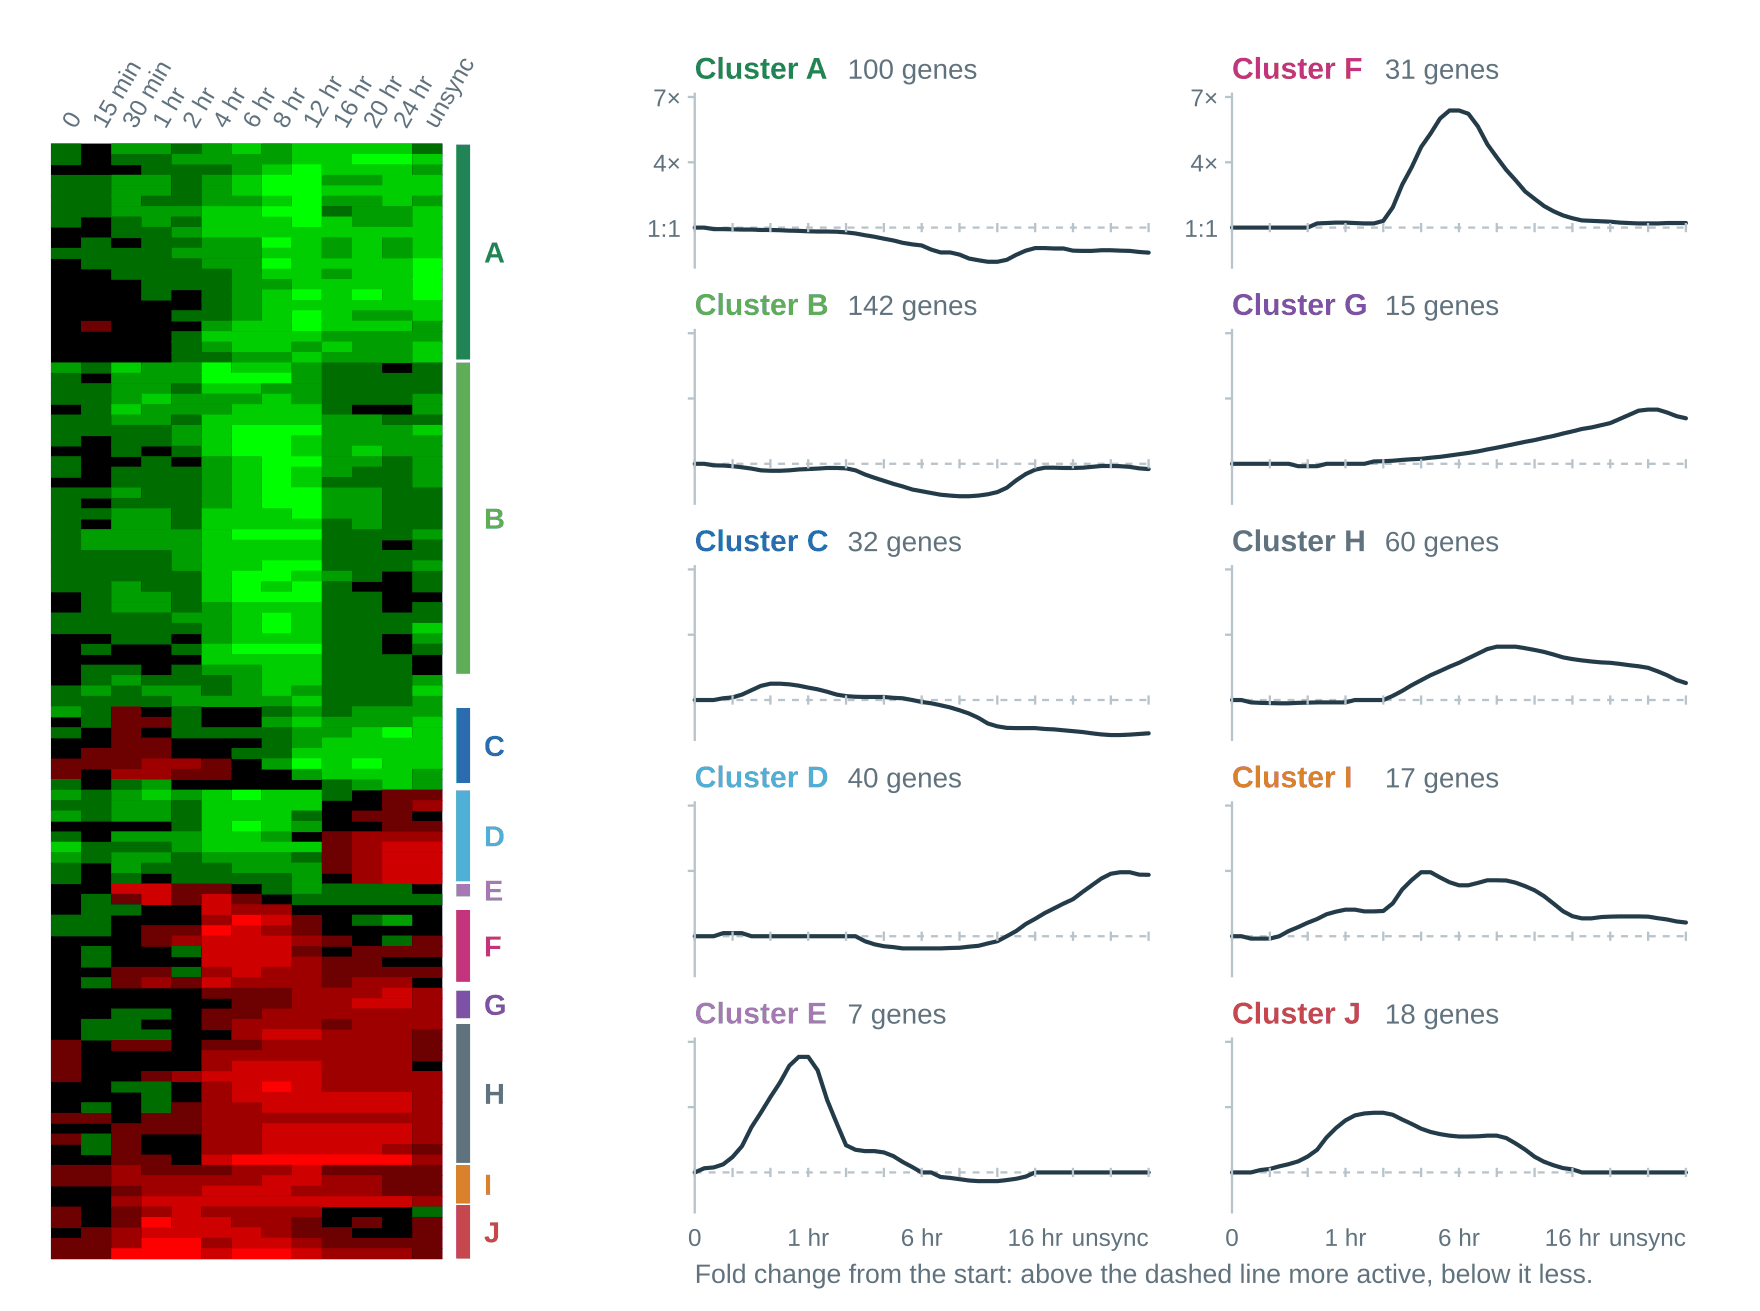 0
15 min
30 min
1 hr
2 hr
4 hr
6 hr
8 hr
12 hr
16 hr
20 hr
24 hr
unsync
A
B
C
D
E
F
G
H
I
J
Cluster A 100 genes
7×
4×
1:1
Cluster F 31 genes
7×
4×
1:1
Cluster B 142 genes
Cluster G 15 genes
Cluster C 32 genes
Cluster H 60 genes
Cluster D 40 genes
Cluster I 17 genes
Cluster E 7 genes
Cluster J 18 genes
0 1 hr 6 hr 16 hr unsync
0 1 hr 6 hr 16 hr unsync
Fold change from the start: above the dashed line more active, below it less.